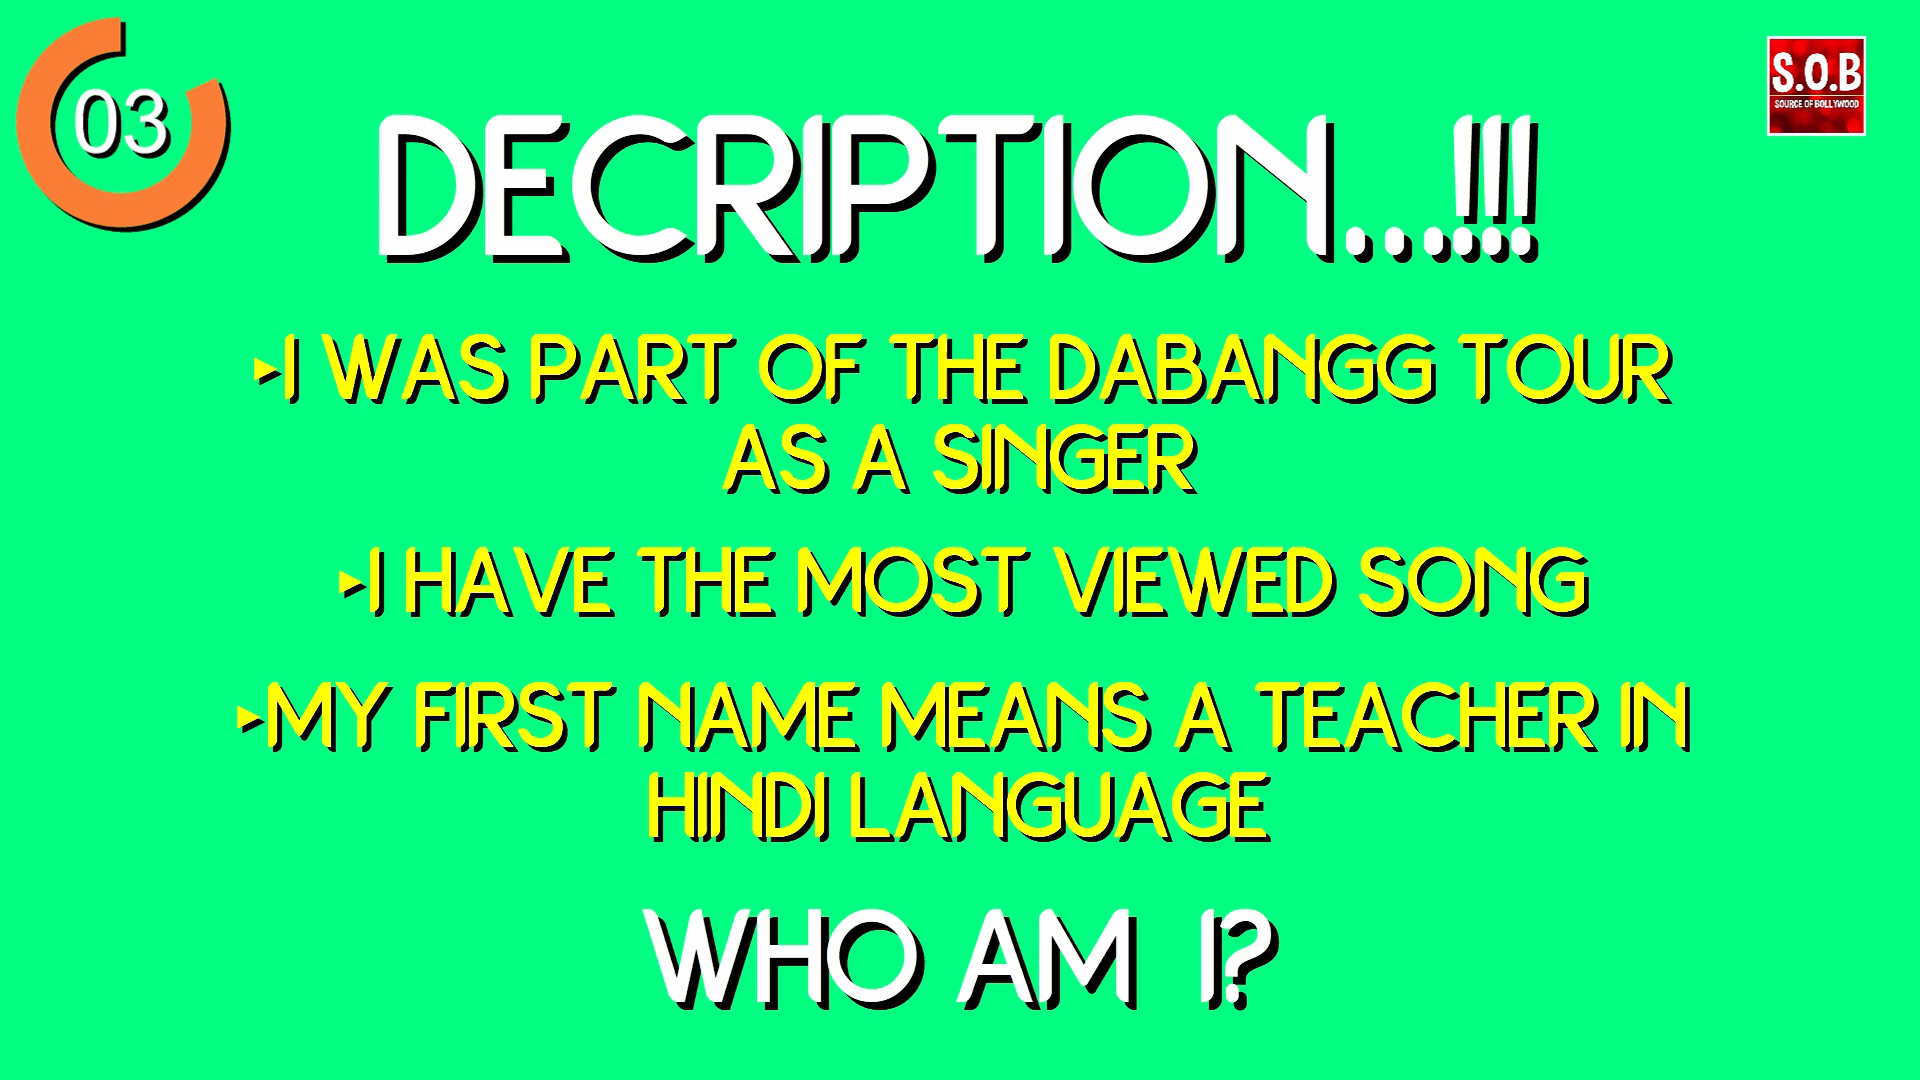 03
S.O.B
SOURCE OF BOLLYWOOD
DECRIPTION...!!!
▸I WAS PART OF THE DABANGG TOUR
AS A SINGER
▸I HAVE THE MOST VIEWED SONG
▸MY FIRST NAME MEANS A TEACHER IN
HINDI LANGUAGE
WHO AM I?